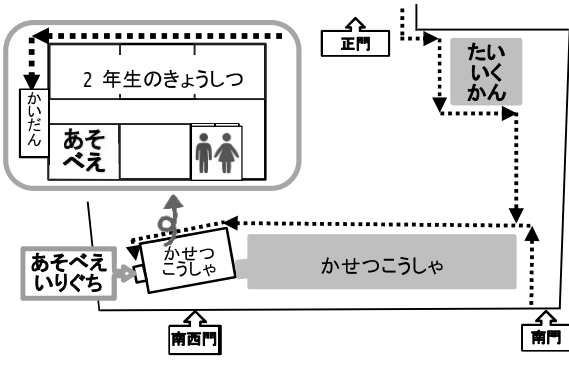 正門
たい
いく
かん
2 年生のきょうしつ
かいだん
あそ
べえ
かせつ
こうしゃ
かせつこうしゃ
あそべえ
いりぐち
南西門
南門